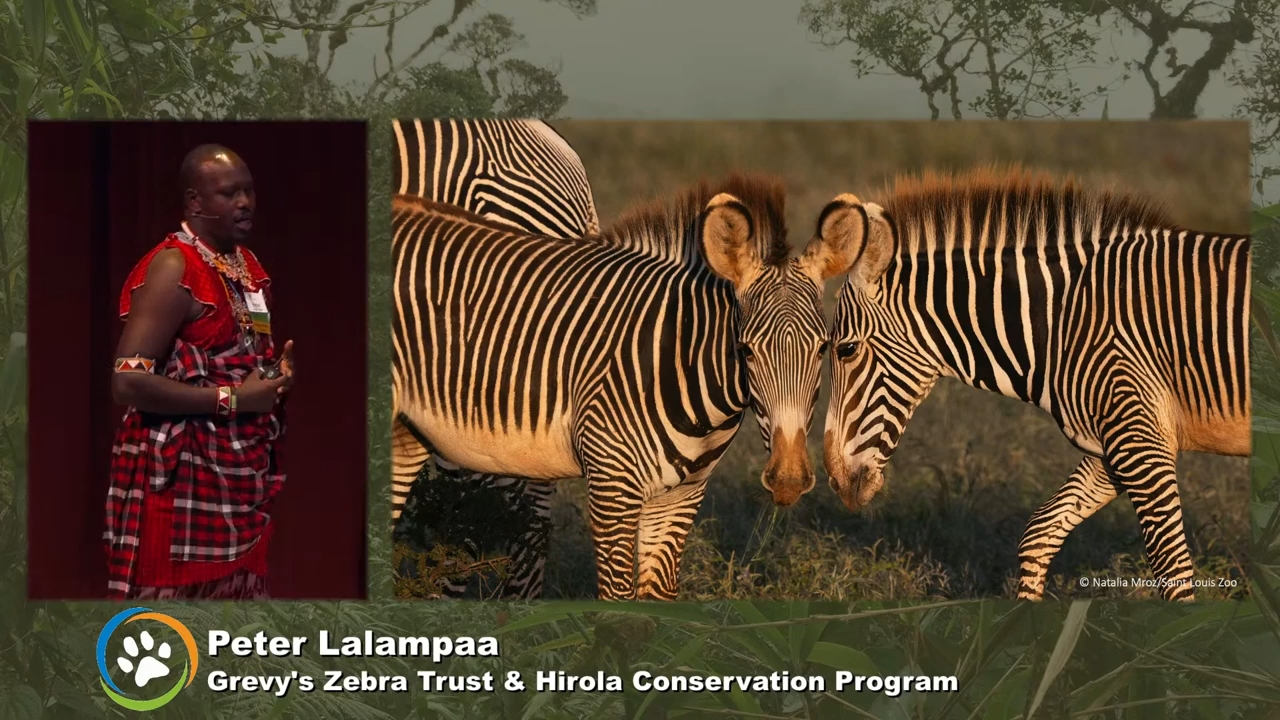 © Natalia Mroz/Saint Louis Zoo
Peter Lalampaa
Grevy's Zebra Trust & Hirola Conservation Program